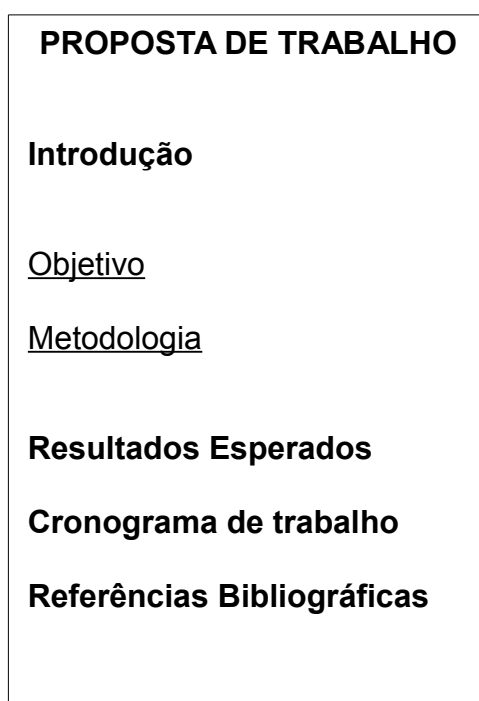 PROPOSTA DE TRABALHO
Introdução
Objetivo
Metodologia
Resultados Esperados
Cronograma de trabalho
Referências Bibliográficas